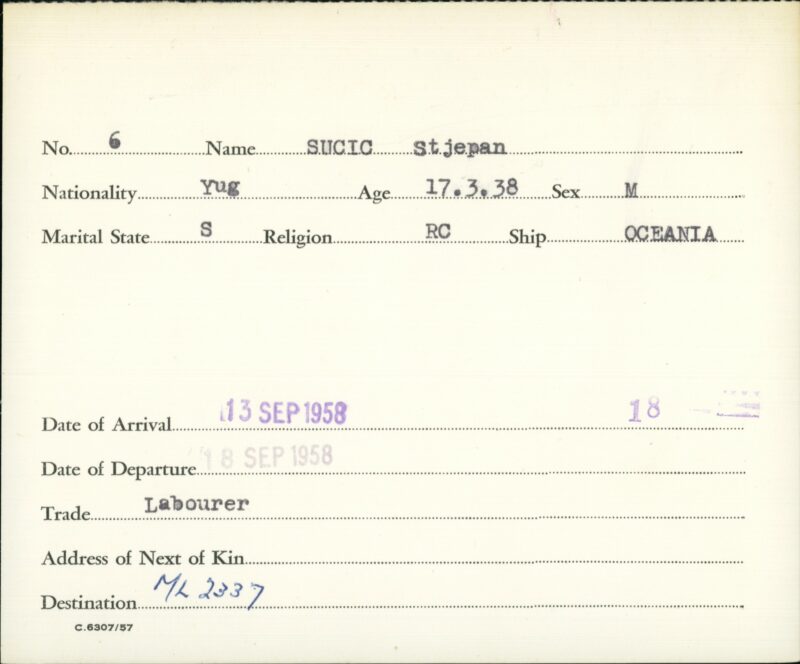 No. 6 Name SUCIC Stjepan
Nationality Yug Age 17.3.38 Sex M
Marital State S Religion RC Ship OCEANIA
Date of Arrival 13 SEP 1958 18
Date of Departure 18 SEP 1958
Trade Labourer
Address of Next of Kin
Destination ML 2337
C.6307/57